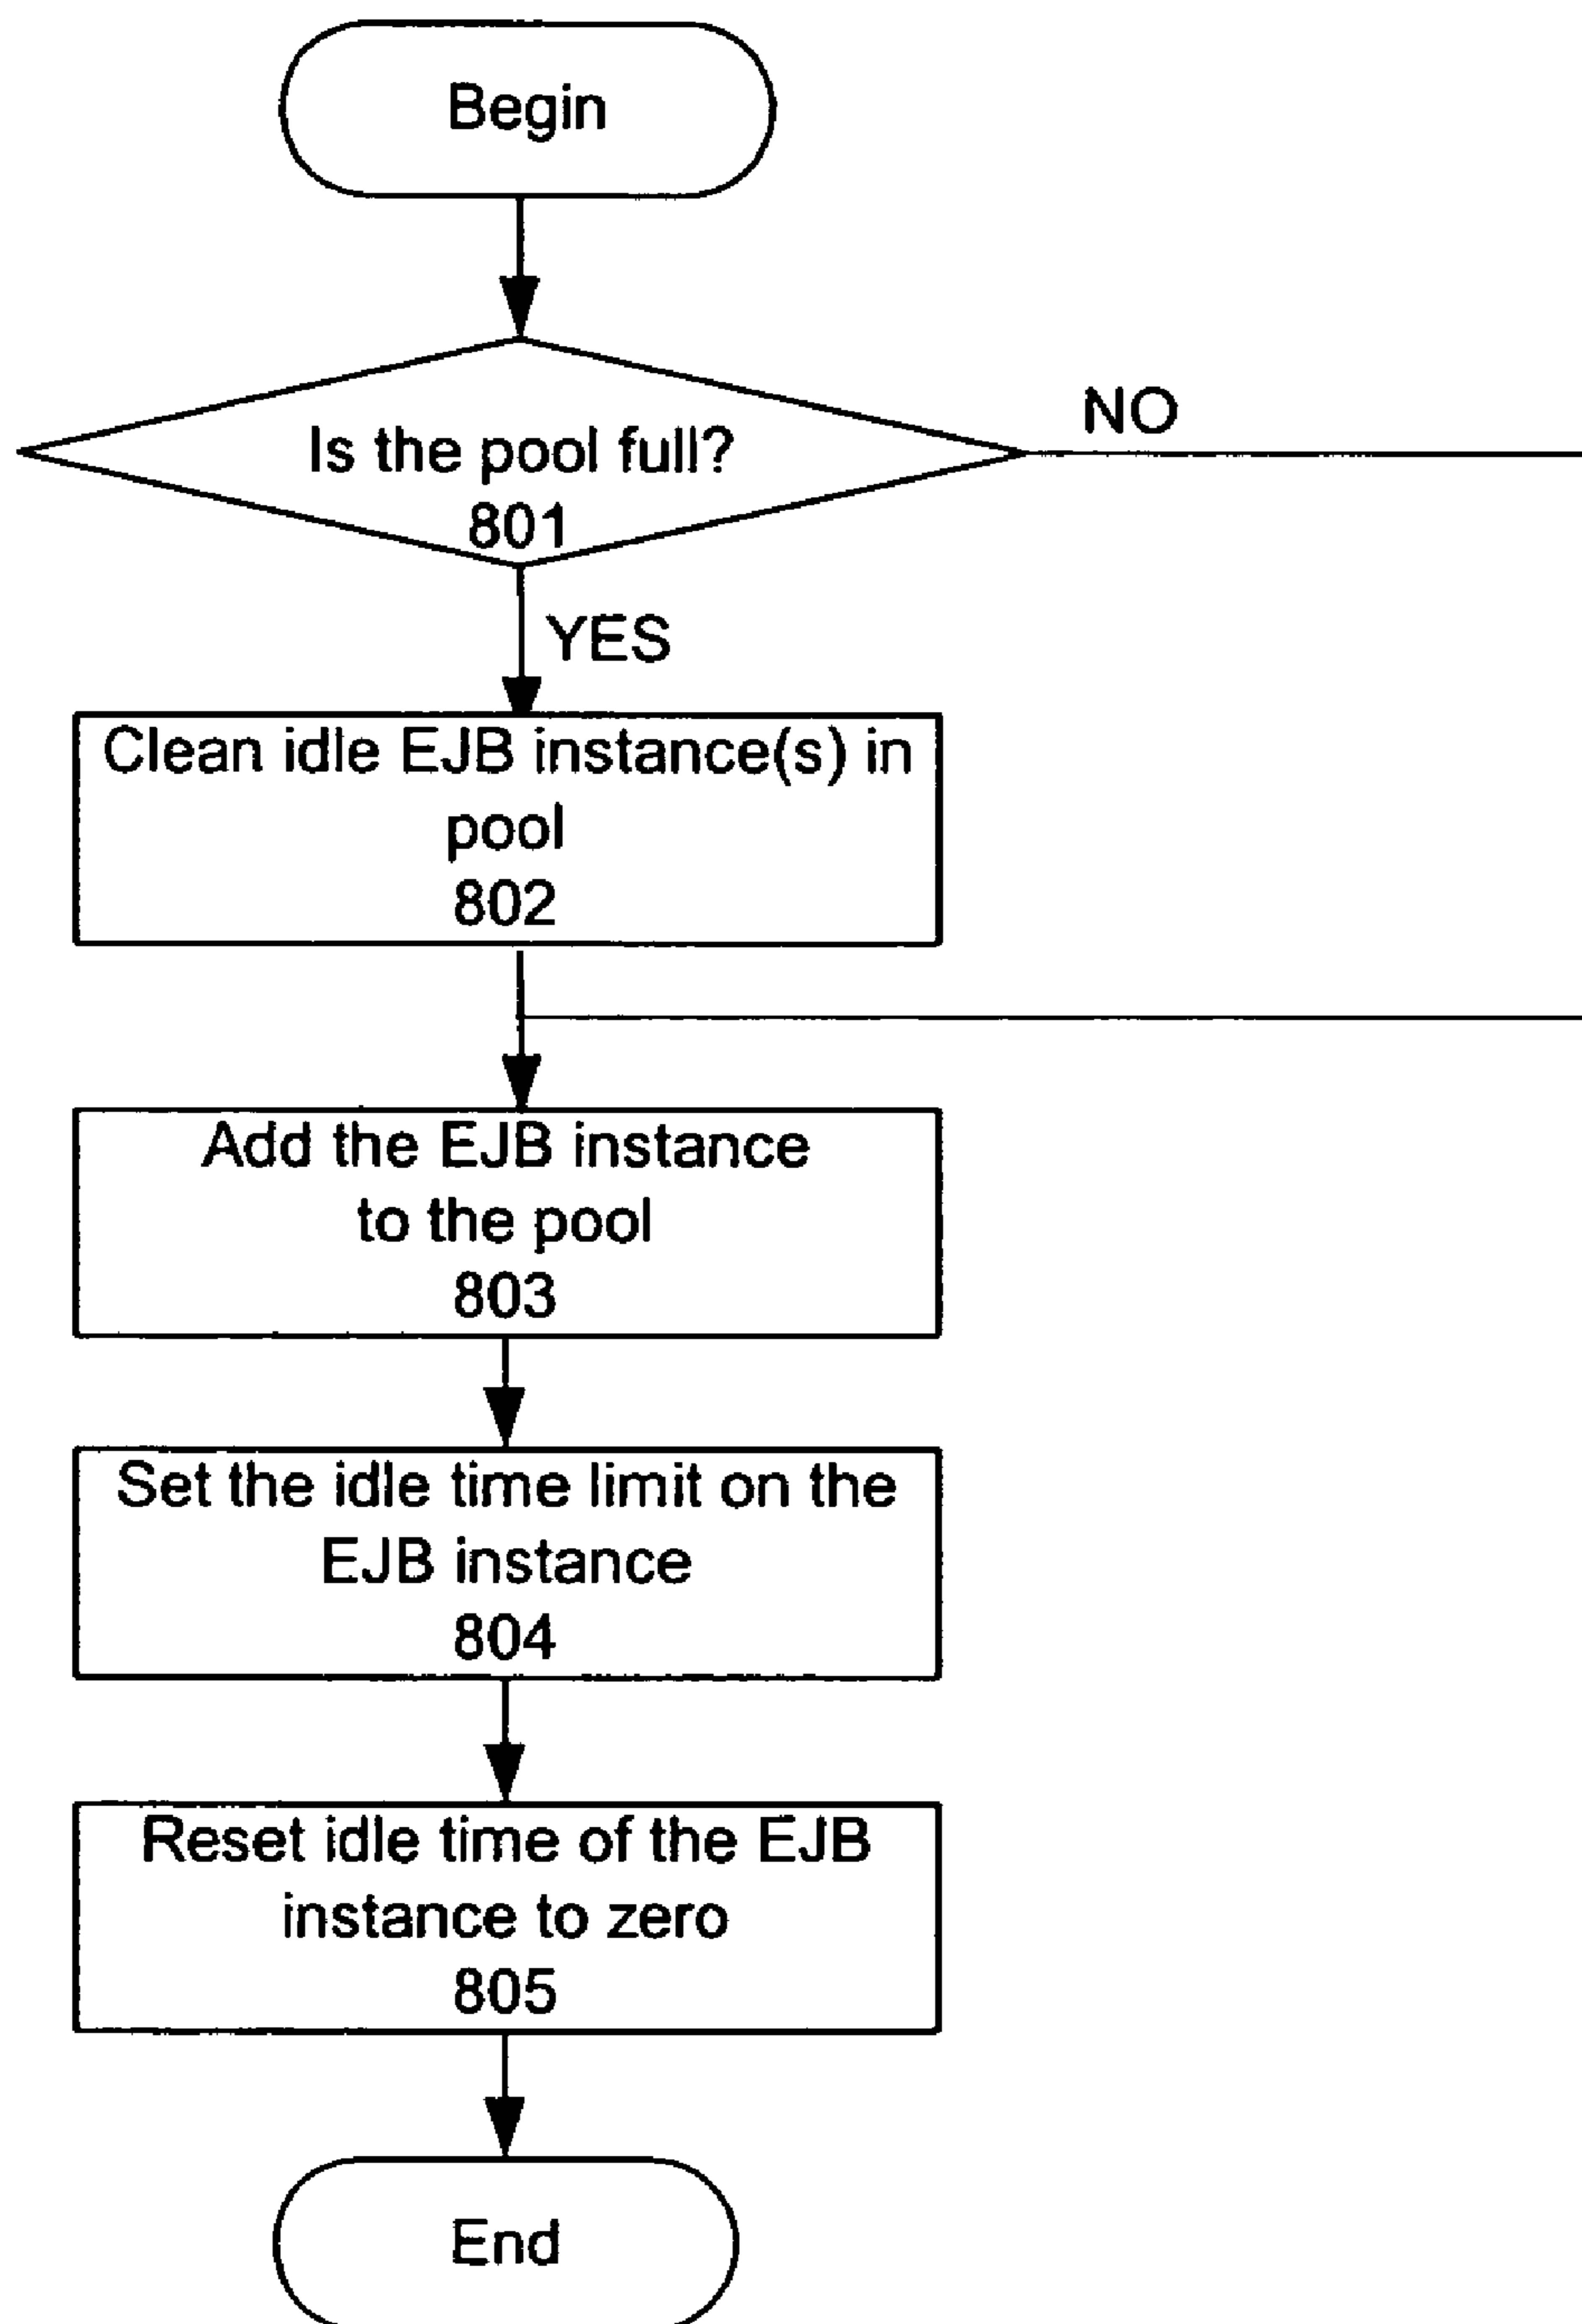 Begin
NO
Is the pool full?
801
YES
Clean idle EJB instance(s) in
pool
802
Add the EJB instance
to the pool
803
Set the idle time limit on the
EJB instance
804
Reset idle time of the EJB
instance to zero
805
End